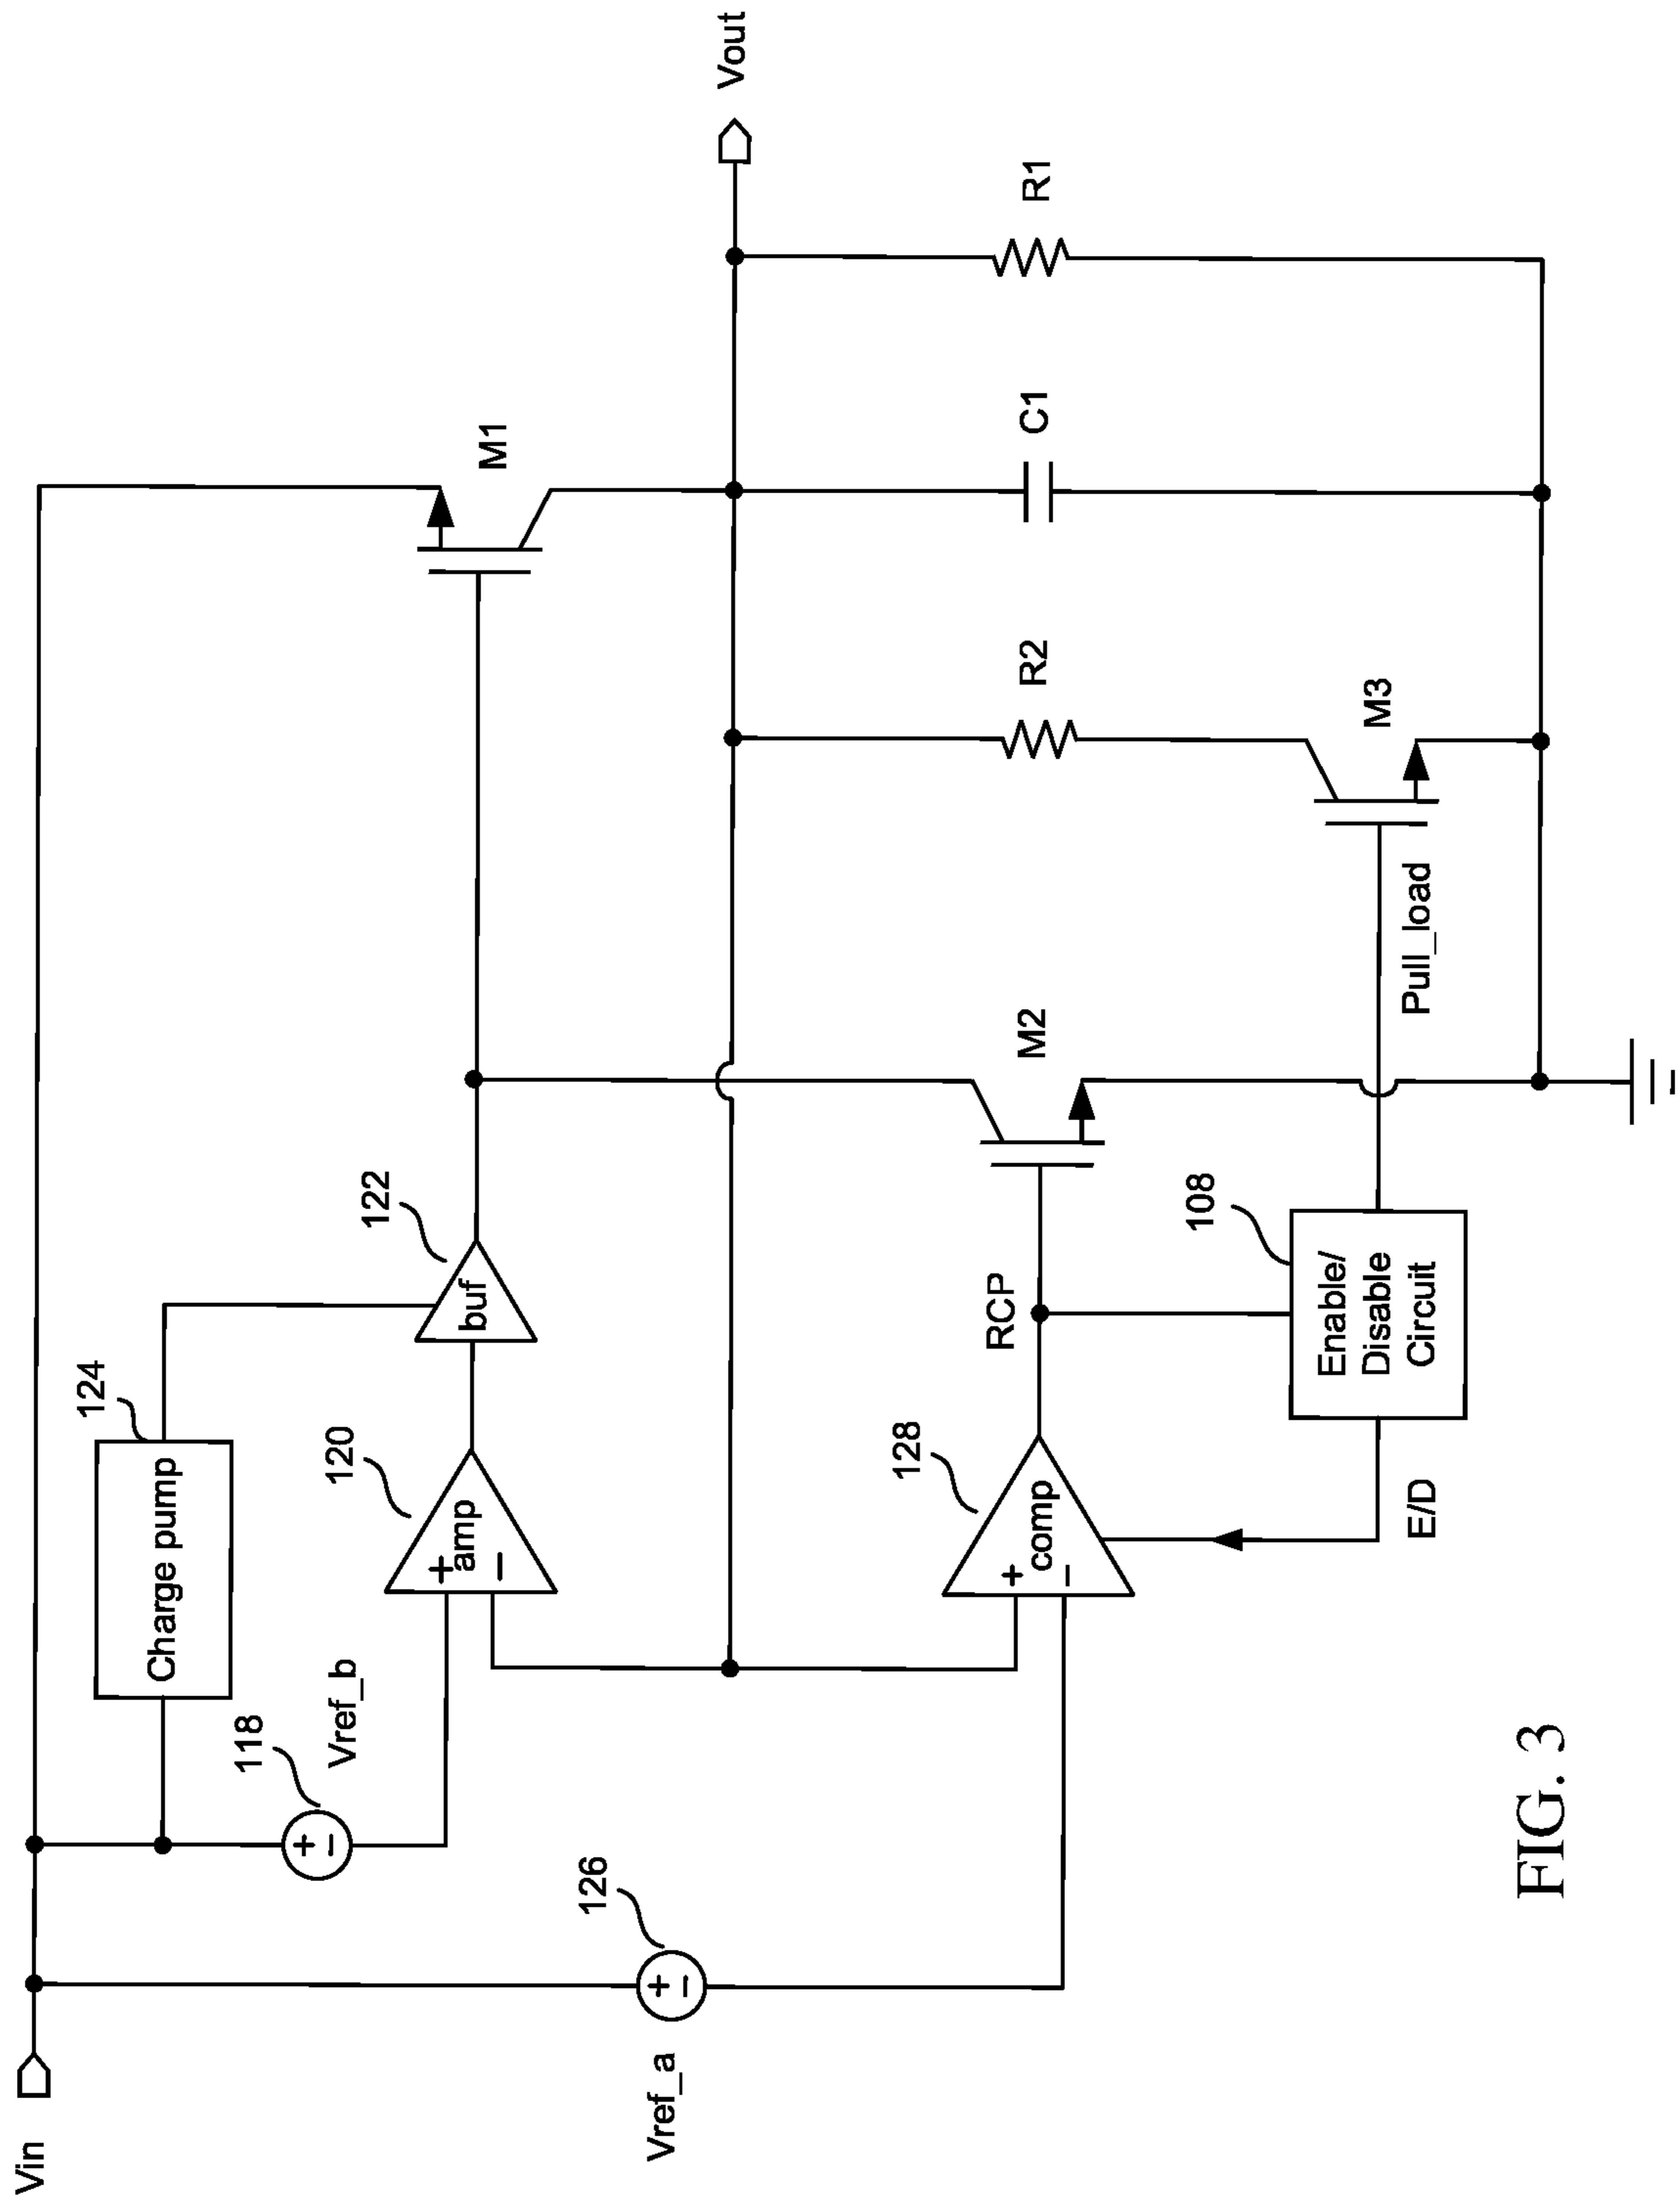 Vin
Vout
Charge pump
124
118
Vref_b
120
+
amp
−
+
−
buf
122
M1
126
+
−
Vref_a
128
+
comp
−
RCP
E/D
108
Enable/
Disable
Circuit
M2
Pull_load
M3
R2
C1
R1
FIG. 3